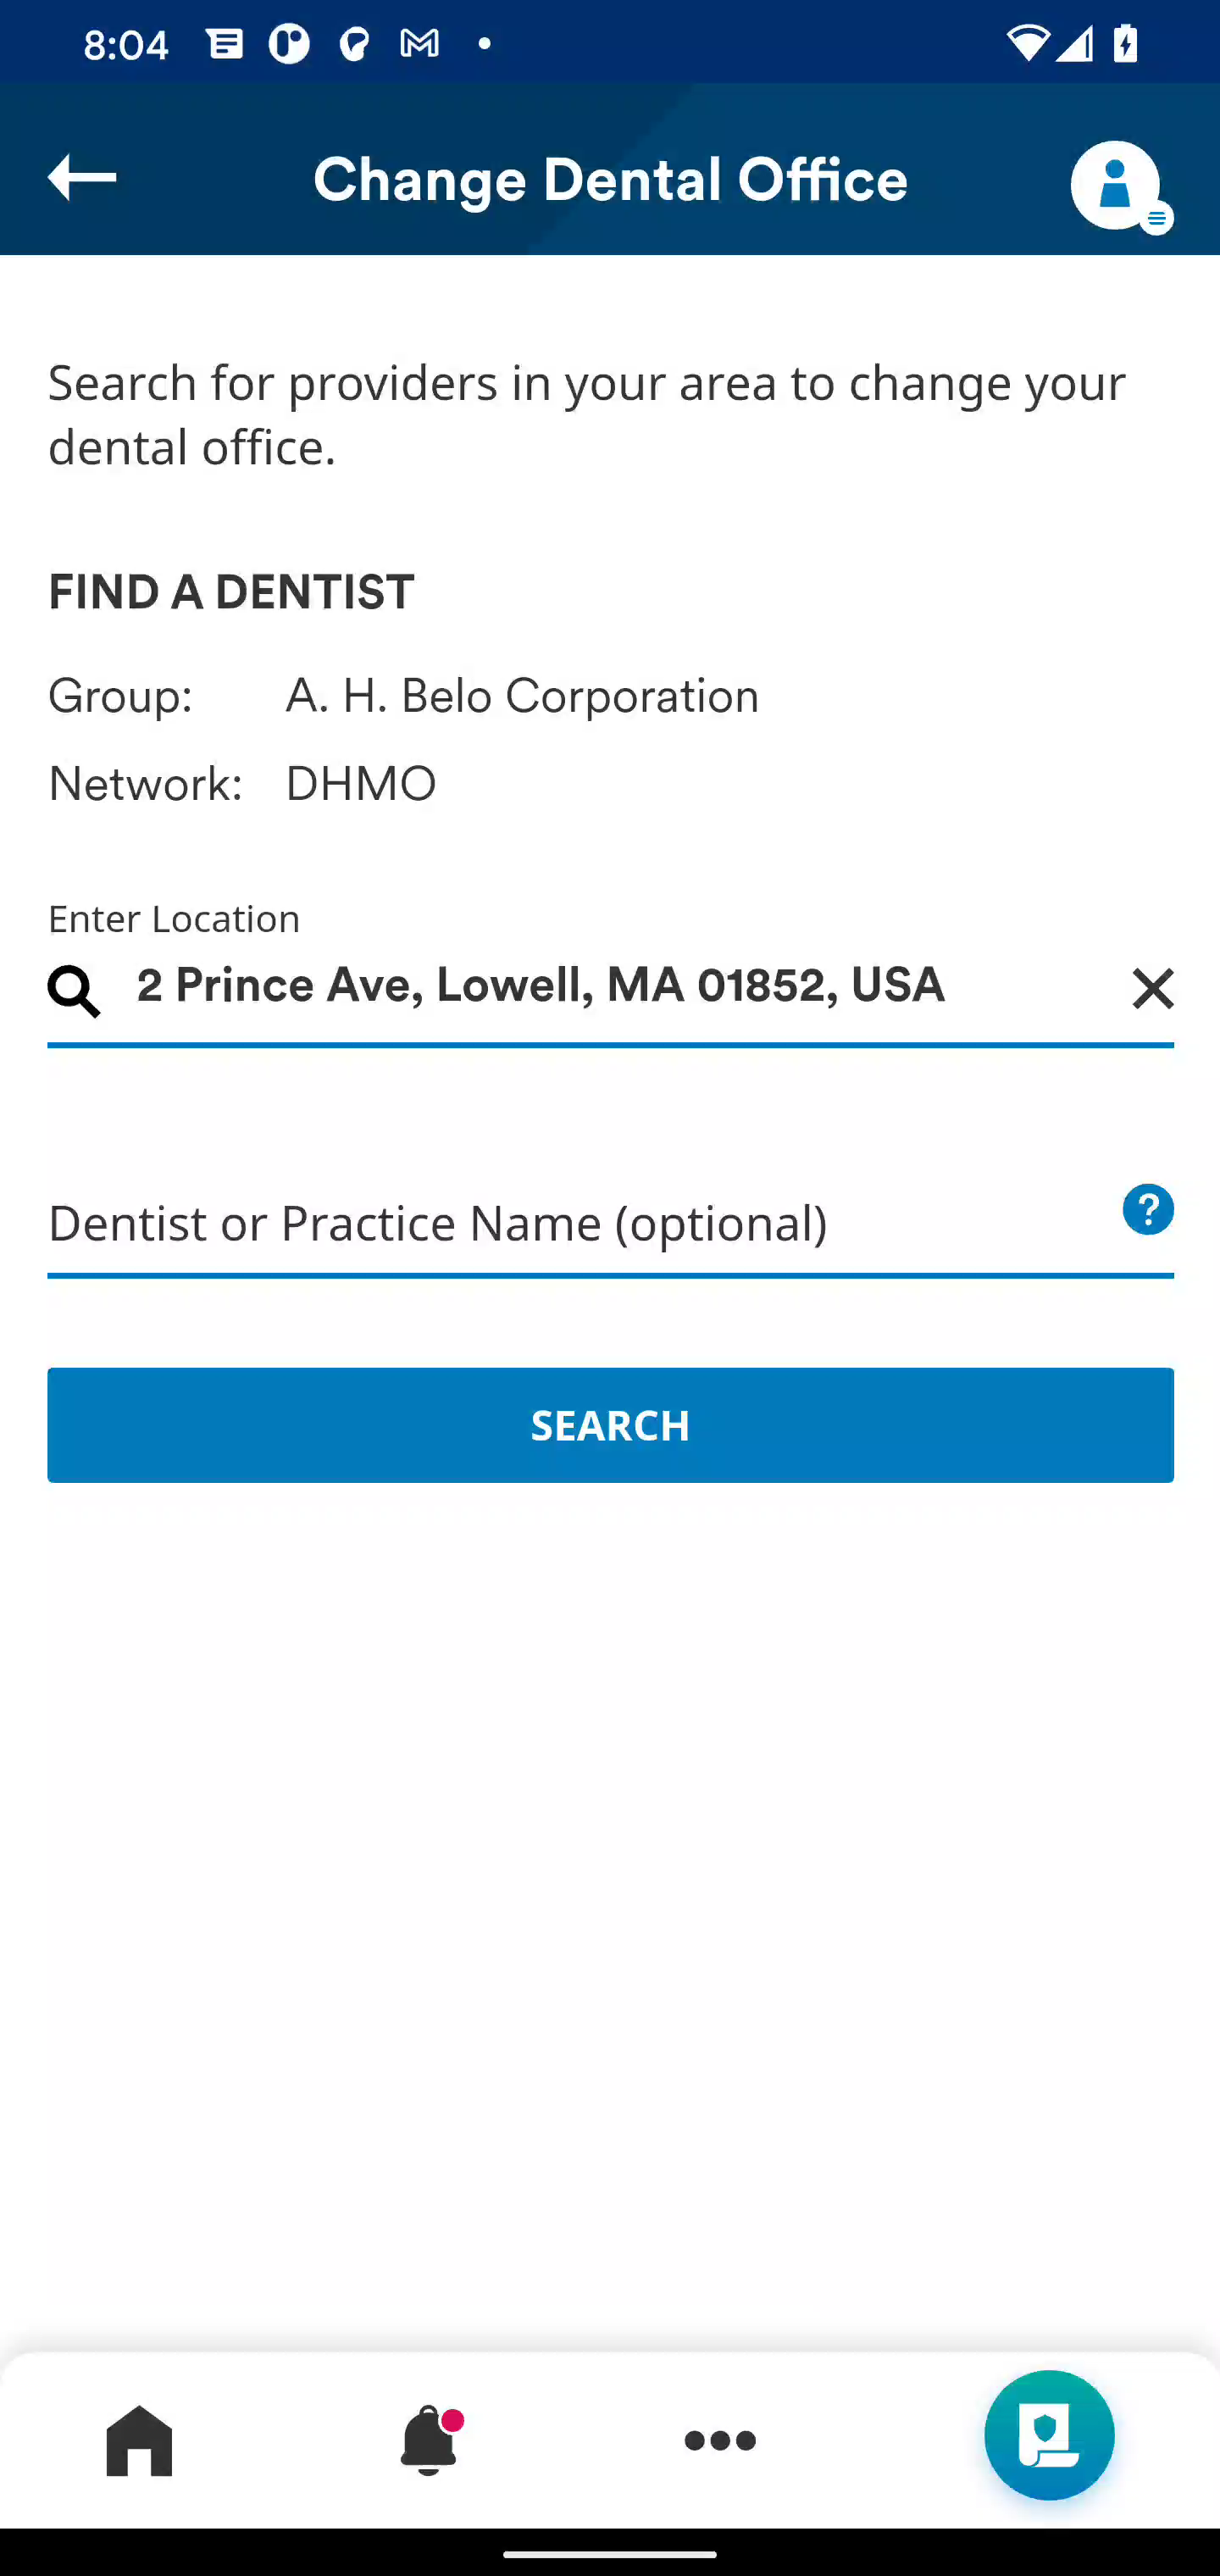 8:04
Change Dental Office
Search for providers in your area to change your
dental office.
FIND A DENTIST
Group: A. H. Belo Corporation
Network: DHMO
Enter Location
2 Prince Ave, Lowell, MA 01852, USA
Dentist or Practice Name (optional)
?
SEARCH